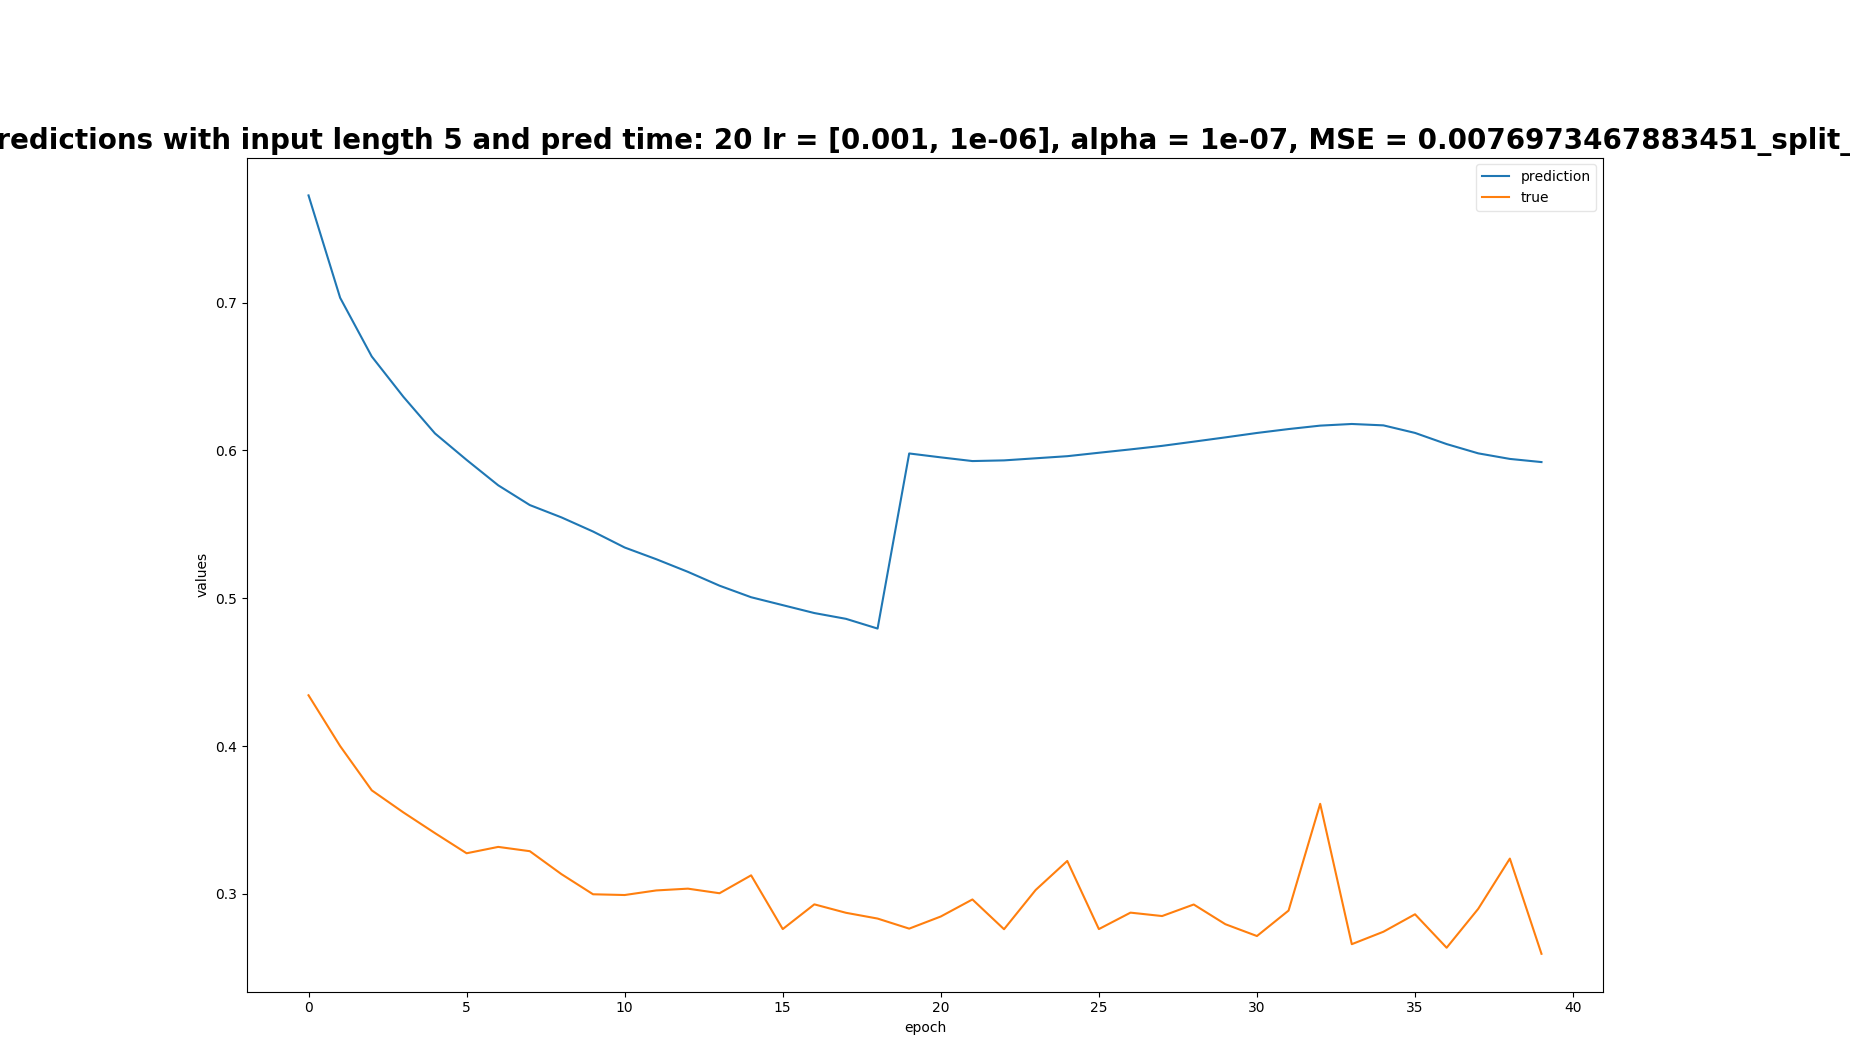 redictions with input length 5 and pred time: 20 lr = [0.001, 1e-06], alpha = 1e-07, MSE = 0.0076973467883451_split_
prediction
true
0.7
0.6
0.5
0.4
0.3
values
0 5 10 15 20 25 30 35 40
epoch